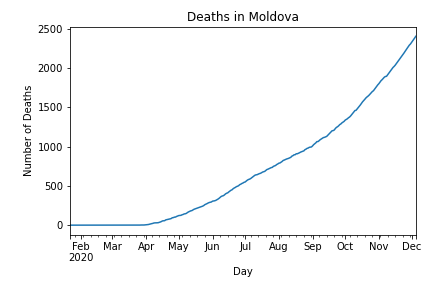 Deaths in Moldova
2500
2000
1500
1000
500
0
Number of Deaths
Feb Mar Apr May Jun Jul Aug Sep Oct Nov Dec
2020
Day